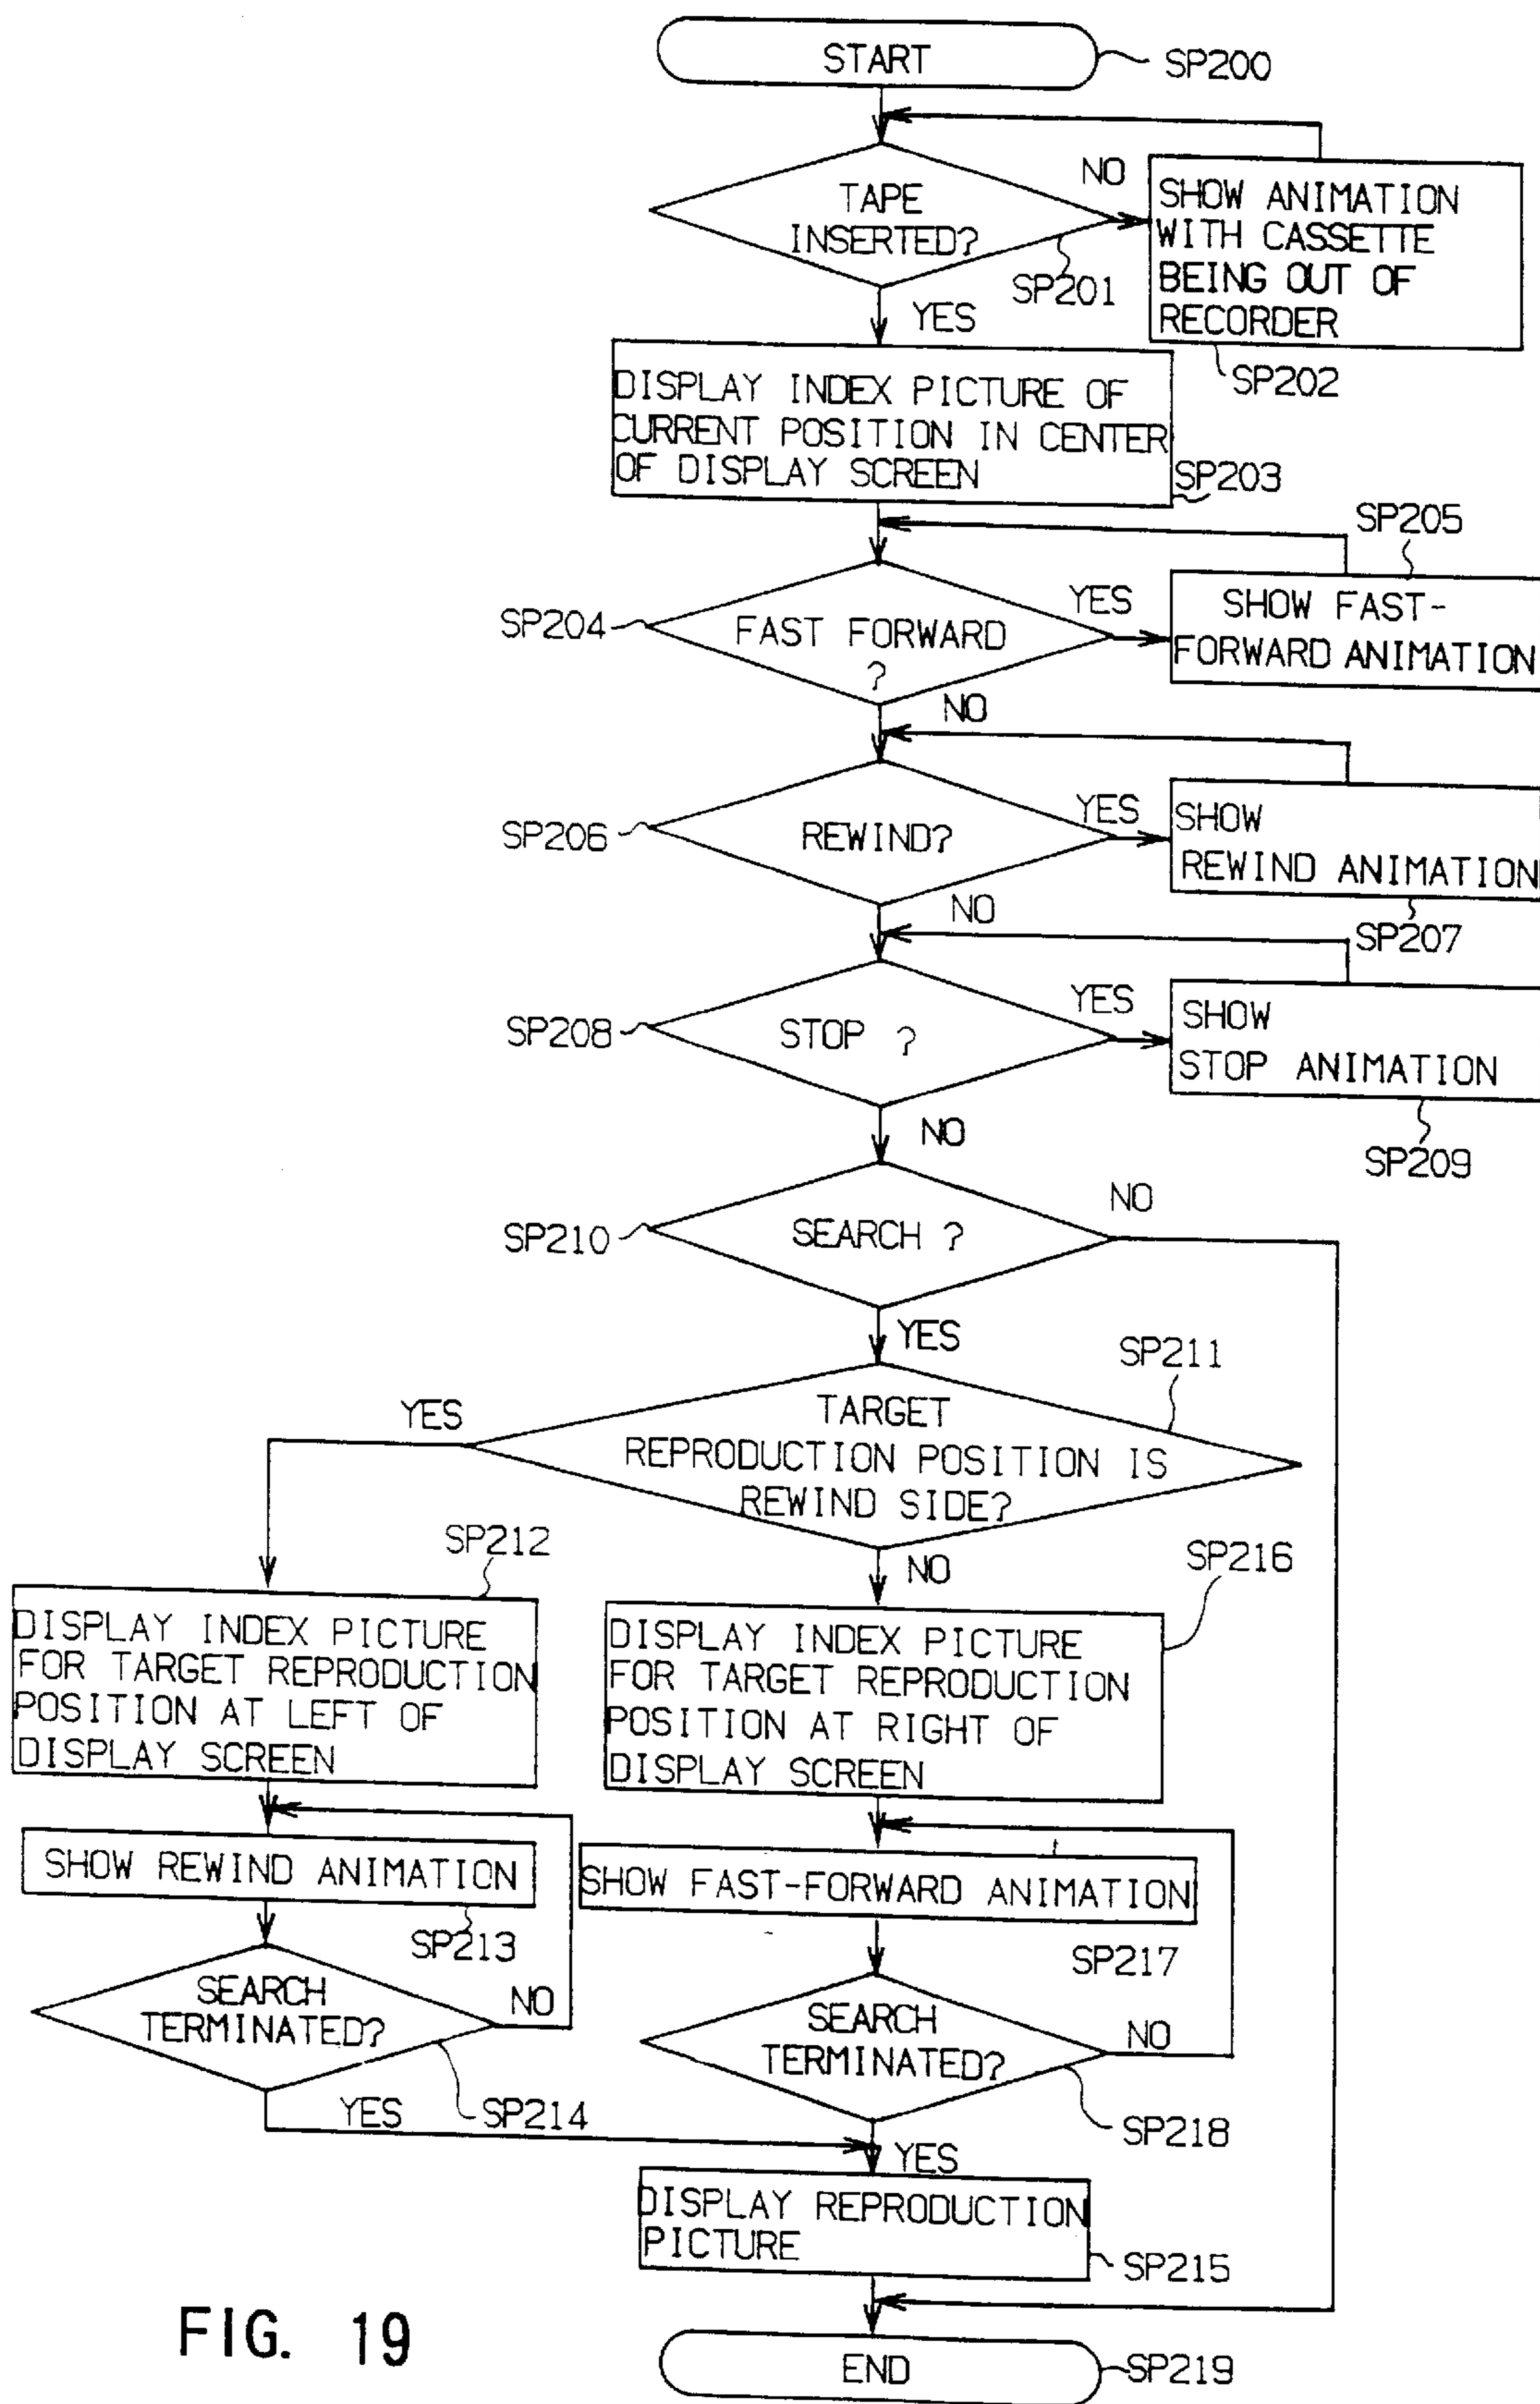 START
SP200
TAPE
INSERTED?
NO
SP201
SHOW ANIMATION
WITH CASSETTE
BEING OUT OF
RECORDER
SP202
YES
DISPLAY INDEX PICTURE OF
CURRENT POSITION IN CENTER
OF DISPLAY SCREEN
SP203
SP204
FAST FORWARD
?
YES
SP205
SHOW FAST-
FORWARD ANIMATION
NO
SP206
REWIND?
YES
SHOW
REWIND ANIMATION
SP207
NO
SP208
STOP ?
YES
SHOW
STOP ANIMATION
SP209
NO
SP210
SEARCH ?
NO
YES
SP211
TARGET
REPRODUCTION POSITION IS
REWIND SIDE?
YES
NO
SP212
DISPLAY INDEX PICTURE
FOR TARGET REPRODUCTION
POSITION AT LEFT OF
DISPLAY SCREEN
SP216
DISPLAY INDEX PICTURE
FOR TARGET REPRODUCTION
POSITION AT RIGHT OF
DISPLAY SCREEN
SHOW REWIND ANIMATION
SP213
SHOW FAST-FORWARD ANIMATION
SP217
SEARCH
TERMINATED?
NO
YES
SP214
SEARCH
TERMINATED?
NO
SP218
YES
DISPLAY REPRODUCTION
PICTURE
SP215
END
SP219
FIG. 19